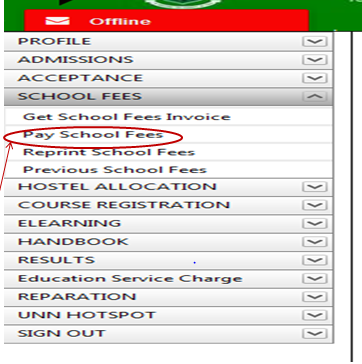 Offline
PROFILE
ADMISSIONS
ACCEPTANCE
SCHOOL FEES
Get School Fees Invoice
Pay School Fees
Reprint School Fees
Previous School Fees
HOSTEL ALLOCATION
COURSE REGISTRATION
ELEARNING
HANDBOOK
RESULTS
Education Service Charge
REPARATION
UNN HOTSPOT
SIGN OUT